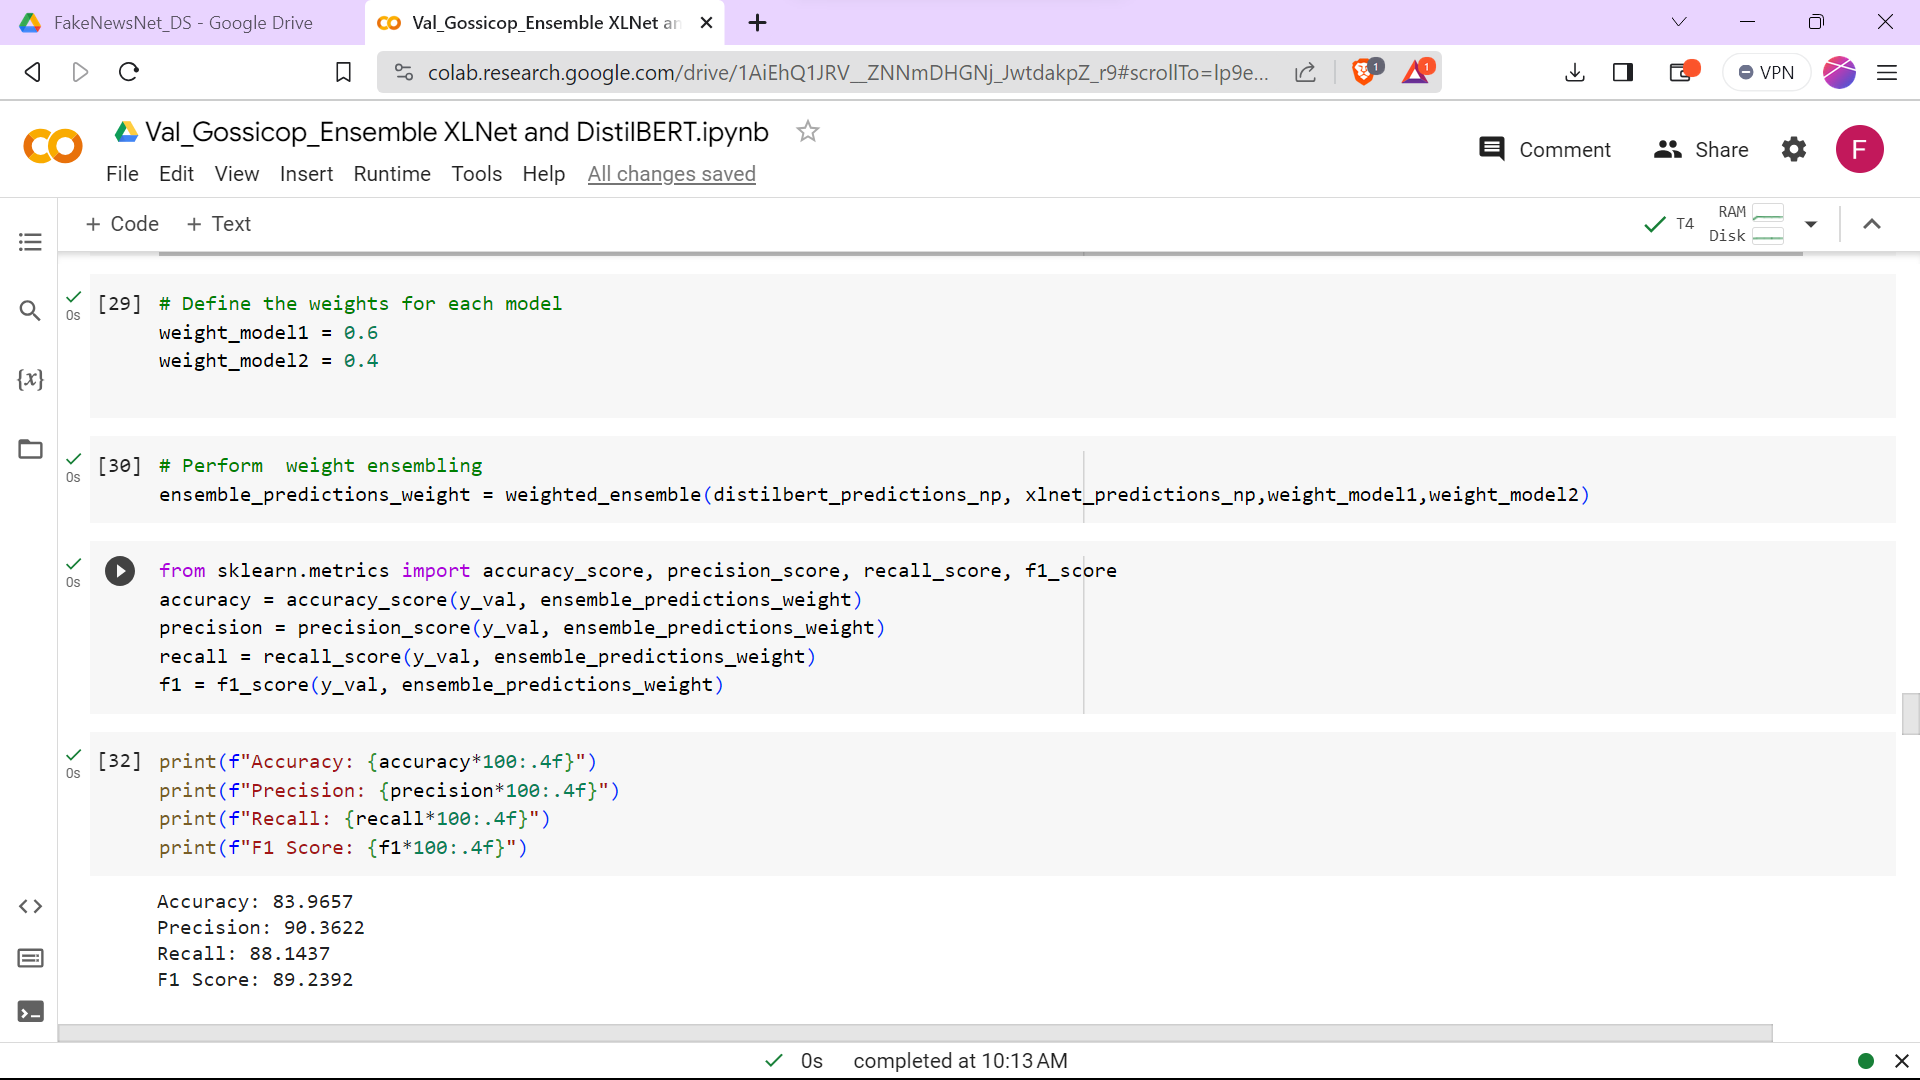 FakeNewsNet_DS - Google Drive
Val_Gossicop_Ensemble XLNet an
colab.research.google.com/drive/1AiEhQ1JRV__ZNNmDHGNj_JwtdakpZ_r9#scrollTo=lp9e...
1
1
VPN
Val_Gossicop_Ensemble XLNet and DistilBERT.ipynb
Comment
Share
F
File Edit View Insert Runtime Tools Help All changes saved
+ Code + Text
T4
RAM
Disk
[29] # Define the weights for each model
0s
weight_model1 = 0.6
weight_model2 = 0.4
{x}
[30] # Perform  weight ensembling
0s
ensemble_predictions_weight = weighted_ensemble(distilbert_predictions_np, xlnet_predictions_np,weight_model1,weight_model2)
from sklearn.metrics import accuracy_score, precision_score, recall_score, f1_score
0s
accuracy = accuracy_score(y_val, ensemble_predictions_weight)
precision = precision_score(y_val, ensemble_predictions_weight)
recall = recall_score(y_val, ensemble_predictions_weight)
f1 = f1_score(y_val, ensemble_predictions_weight)
[32] print(f"Accuracy: {accuracy*100:.4f}")
0s
print(f"Precision: {precision*100:.4f}")
print(f"Recall: {recall*100:.4f}")
print(f"F1 Score: {f1*100:.4f}")
Accuracy: 83.9657
Precision: 90.3622
Recall: 88.1437
F1 Score: 89.2392
0s completed at 10:13 AM